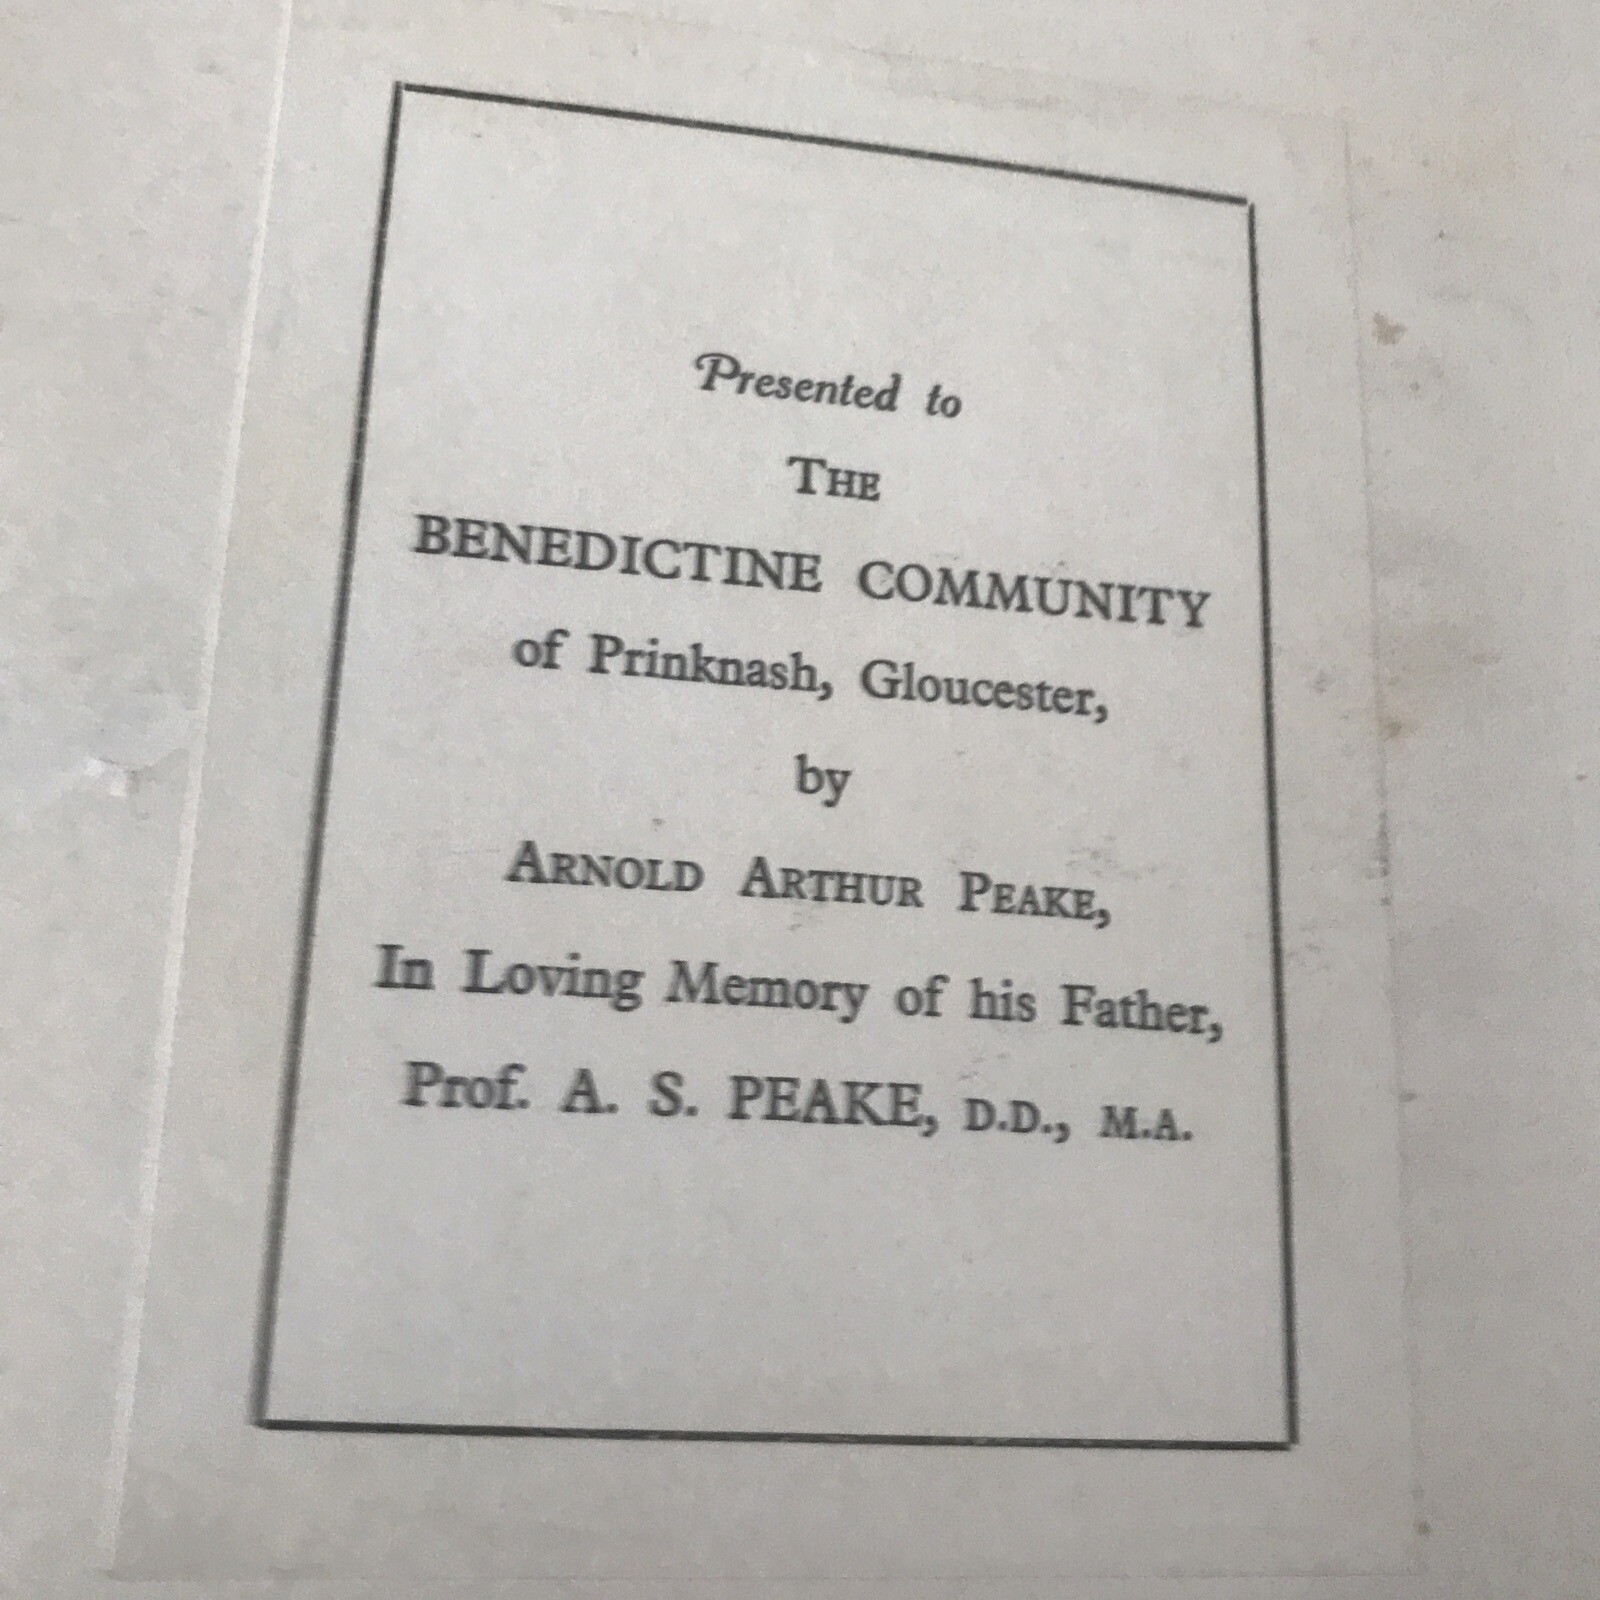 Presented to
THE
BENEDICTINE COMMUNITY
of Prinknash, Gloucester,
by
ARNOLD ARTHUR PEAKE,
In Loving Memory of his Father,
Prof. A. S. PEAKE, D.D., M.A.